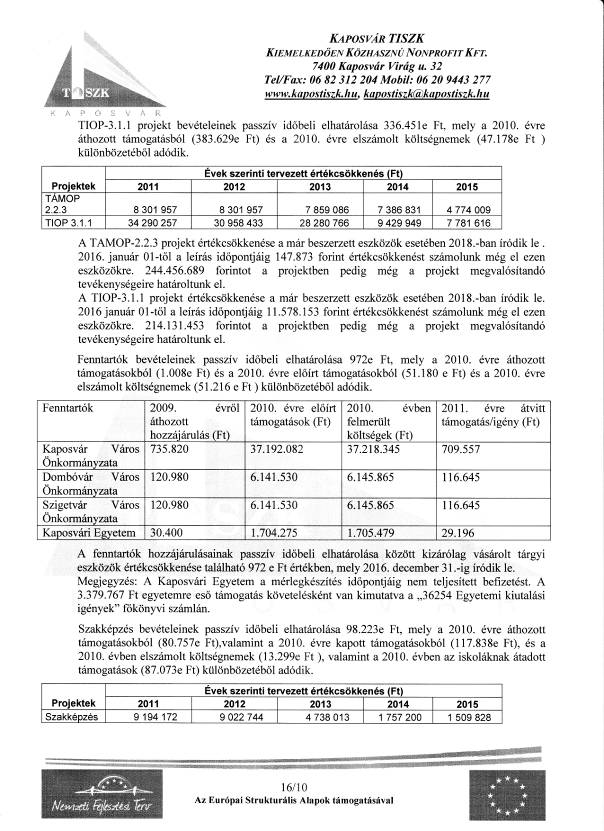 KAPOSVÁR TISZK
KIEMELKEDŐEN KÖZHASZNÚ NONPROFIT KFT.
7400 Kaposvár Virág u. 32
Tel/Fax: 06 82 312 204 Mobil: 06 20 9443 277
www.kapostiszk.hu, kapostiszk@kapostiszk.hu
TISZK
KAPOSVÁR
TIOP-3.1.1 projekt bevételeinek passzív időbeli elhatárolása 336.451e Ft, mely a 2010. évre
áthozott támogatásból (383.629e Ft) és a 2010. évre elszámolt költségnemek (47.178e Ft )
különbözetéből adódik.
Évek szerinti tervezett értékcsökkenés (Ft)
Projektek 2011 2012 2013 2014 2015
TÁMOP
2.2.3 8 301 957 8 301 957 7 859 086 7 386 831 4 774 009
TIOP 3.1.1 34 290 257 30 958 433 28 280 766 9 429 949 7 781 616
A TAMOP-2.2.3 projekt értékcsökkenése a már beszerzett eszközök esetében 2018.-ban íródik le .
2016. január 01-től a leírás időpontjáig 147.873 forint értékcsökkenést számolunk még el ezen
eszközökre. 244.456.689 forintot a projektben pedig még a projekt megvalósítandó
tevékenységeire határoltunk el.
A TIOP-3.1.1 projekt értékcsökkenése a már beszerzett eszközök esetében 2018.-ban íródik le.
2016 január 01-től a leírás időpontjáig 11.578.153 forint értékcsökkenést számolunk még el ezen
eszközökre. 214.131.453 forintot a projektben pedig még a projekt megvalósítandó
tevékenységeire határoltunk el.
Fenntartók bevételeinek passzív időbeli elhatárolása 972e Ft, mely a 2010. évre áthozott
támogatásokból (1.008e Ft) és a 2010. évre előírt támogatásokból (51.180 e Ft) és a 2010. évre
elszámolt költségnemek (51.216 e Ft ) különbözetéből adódik.
Fenntartók 2009. évről 2010. évre előírt 2010. évben 2011. évre átvitt
áthozott támogatások (Ft) felmerült támogatás/igény (Ft)
hozzájárulás (Ft) költségek (Ft)
Kaposvár Város 735.820 37.192.082 37.218.345 709.557
Önkormányzata
Dombóvár Város 120.980 6.141.530 6.145.865 116.645
Önkormányzata
Szigetvár Város 120.980 6.141.530 6.145.865 116.645
Önkormányzata
Kaposvári Egyetem 30.400 1.704.275 1.705.479 29.196
A fenntartók hozzájárulásainak passzív időbeli elhatárolása között kizárólag vásárolt tárgyi
eszközök értékcsökkenése található 972 e Ft értékben, mely 2016. december 31.-ig íródik le.
Megjegyzés: A Kaposvári Egyetem a mérlegkészítés időpontjáig nem teljesített befizetést. A
3.379.767 Ft egyetemre eső támogatás követelésként van kimutatva a „36254 Egyetemi kiutalási
igények” főkönyvi számlán.
Szakképzés bevételeinek passzív időbeli elhatárolása 98.223e Ft, mely a 2010. évre áthozott
támogatásokból (80.757e Ft),valamint a 2010. évre kapott támogatásokból (117.838e Ft), és a
2010. évben elszámolt költségnemek (13.299e Ft ), valamint a 2010. évben az iskoláknak átadott
támogatások (87.073e Ft) különbözetéből adódik.
Évek szerinti tervezett értékcsökkenés (Ft)
Projektek 2011 2012 2013 2014 2015
Szakképzés 9 194 172 9 022 744 4 738 013 1 757 200 1 509 828
16/10
Az Európai Strukturális Alapok támogatásával
Nemzeti Fejlesztési Terv